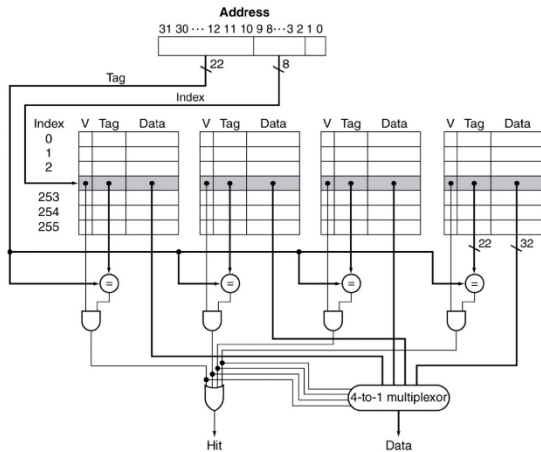 Address
31 30 ··· 12 11 10 9 8 ··· 3 2 1 0
22
8
Tag
Index
Index V Tag Data V Tag Data V Tag Data V Tag Data
0
1
2
253
254
255
22
32
=
=
=
=
4-to-1 multiplexor
Hit
Data